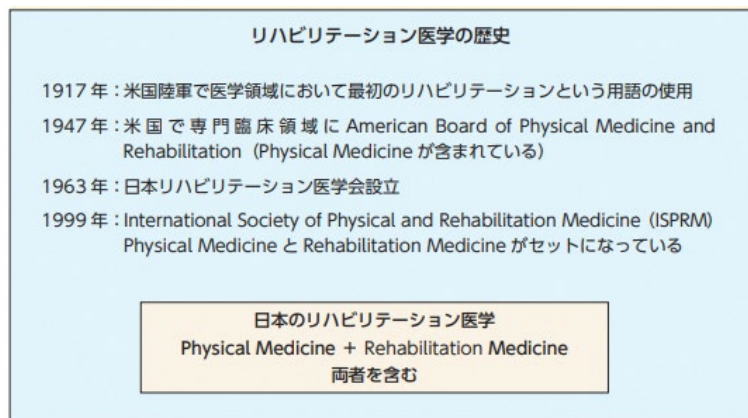 リハビリテーション医学の歴史
1917年：米国陸軍で医学領域において最初のリハビリテーションという用語の使用
1947年：米国で専門臨床領域に American Board of Physical Medicine and
Rehabilitation（Physical Medicine が含まれている）
1963年：日本リハビリテーション医学会設立
1999年：International Society of Physical and Rehabilitation Medicine（ISPRM）
Physical Medicine と Rehabilitation Medicine がセットになっている
日本のリハビリテーション医学
Physical Medicine ＋ Rehabilitation Medicine
両者を含む